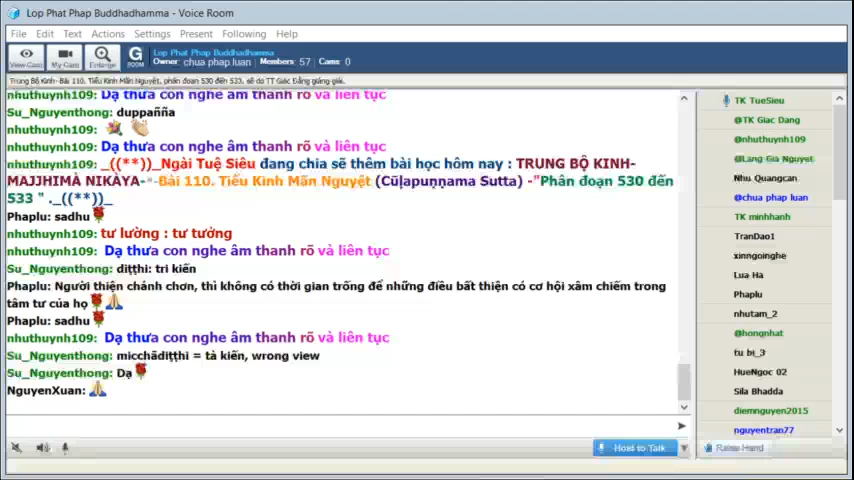 Lop Phat Phap Buddhadhamma - Voice Room
File Edit Text Actions Settings Present Following Help
View Cam My Cam Enlarge G ROOM
Lop Phat Phap Buddhadhamma
Owner: chua phap luan / Members: 57 / Cams: 0
Trung Bộ Kinh- Bài 110. Tiểu Kinh Mãn Nguyệt, phân đoạn 530 đến 533, sẽ do TT Giác Đẳng giảng giải.
nhuthuynh109: Dạ thưa con nghe âm thanh rõ và liên tục
Su_Nguyenthong: duppañña
nhuthuynh109:
nhuthuynh109: Dạ thưa con nghe âm thanh rõ và liên tục
nhuthuynh109: _((**))_Ngài Tuệ Siêu đang chia sẽ thêm bài học hôm nay : TRUNG BỘ KINH-
MAJJHIMÀ NIKÀYA-*-Bài 110. Tiểu Kinh Mãn Nguyệt (Cūḷapuṇṇama Sutta) -"Phân đoạn 530 đến
533 " ._((**))_
Phaplu: sadhu
nhuthuynh109: tư lường : tư tưởng
nhuthuynh109: Dạ thưa con nghe âm thanh rõ và liên tục
Su_Nguyenthong: diṭṭhi: tri kiến
Phaplu: Người thiện chánh chơn, thì không có thời gian trống để những điều bất thiện có cơ hội xâm chiếm trong
tâm tư của họ
Phaplu: sadhu
nhuthuynh109: Dạ thưa con nghe âm thanh rõ và liên tục
Su_Nguyenthong: micchādiṭṭhi = tà kiến, wrong view
Su_Nguyenthong: Dạ
NguyenXuan:
TK TueSieu
@TK Giac Dang
@nhuthuynh109
@Lang Gia Nguyet
Nhu Quangcan
@chua phap luan
TK minhhanh
TranDao1
xinngoinghe
Lua Ha
Phaplu
nhutam_2
@hongnhat
tu bi_3
HueNgoc 02
Sila Bhadda
diemnguyen2015
nguyentran77
Hold to Talk
Raise Hand